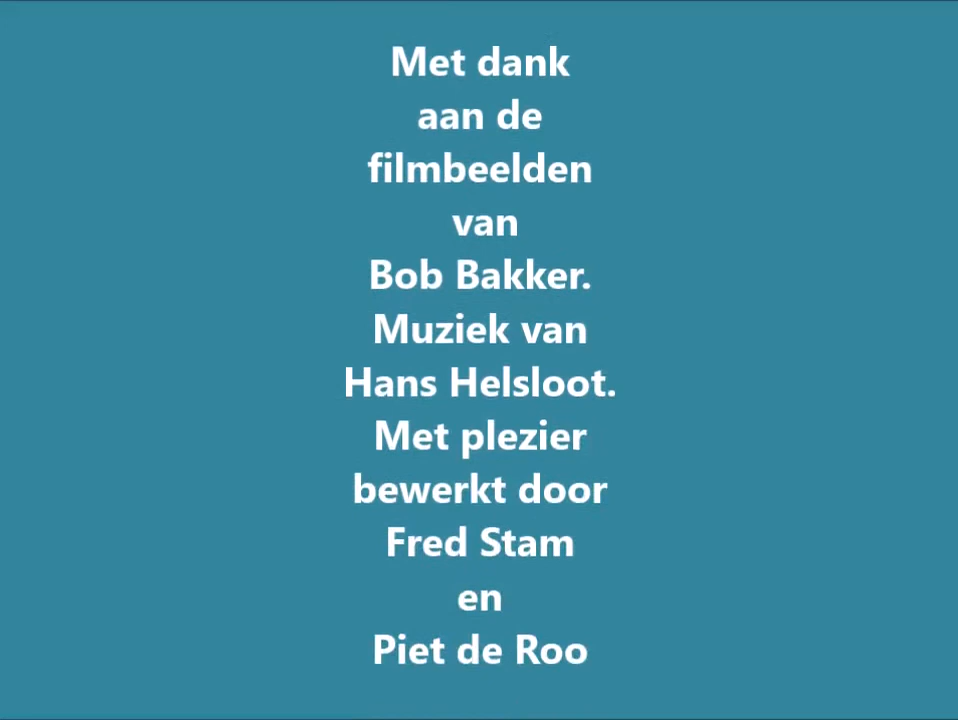 Met dank
aan de
filmbeelden
van
Bob Bakker.
Muziek van
Hans Helsloot.
Met plezier
bewerkt door
Fred Stam
en
Piet de Roo